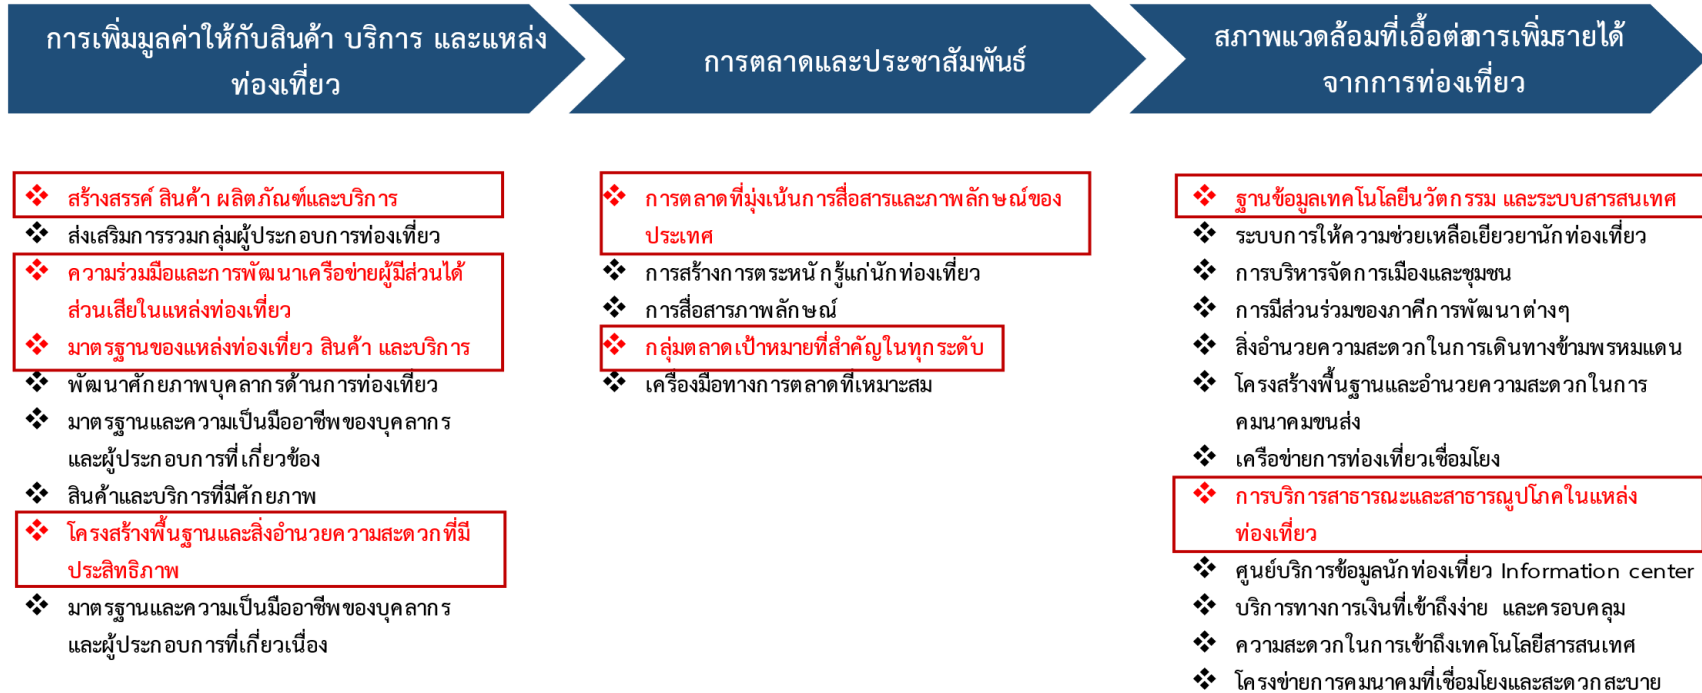 การเพิ่มมูลค่าให้กับสินค้า บริการ และแหล่ง
ท่องเที่ยว
การตลาดและประชาสัมพันธ์
สภาพแวดล้อมที่เอื้อต่อการเพิ่มรายได้
จากการท่องเที่ยว
❖ สร้างสรรค์ สินค้า ผลิตภัณฑ์และบริการ
❖ ส่งเสริมการรวมกลุ่มผู้ประกอบการท่องเที่ยว
❖ ความร่วมมือและการพัฒนาเครือข่ายผู้มีส่วนได้
ส่วนเสียในแหล่งท่องเที่ยว
❖ มาตรฐานของแหล่งท่องเที่ยว สินค้า และบริการ
❖ พัฒนาศักยภาพบุคลากรด้านการท่องเที่ยว
❖ มาตรฐานและความเป็นมืออาชีพของบุคลากร
และผู้ประกอบการที่เกี่ยวข้อง
❖ สินค้าและบริการที่มีศักยภาพ
❖ โครงสร้างพื้นฐานและสิ่งอำนวยความสะดวกที่มี
ประสิทธิภาพ
❖ มาตรฐานและความเป็นมืออาชีพของบุคลากร
และผู้ประกอบการที่เกี่ยวเนื่อง
❖ การตลาดที่มุ่งเน้นการสื่อสารและภาพลักษณ์ของ
ประเทศ
❖ การสร้างการตระหนักรู้แก่นักท่องเที่ยว
❖ การสื่อสารภาพลักษณ์
❖ กลุ่มตลาดเป้าหมายที่สำคัญในทุกระดับ
❖ เครื่องมือทางการตลาดที่เหมาะสม
❖ ฐานข้อมูลเทคโนโลยีนวัตกรรม และระบบสารสนเทศ
❖ ระบบการให้ความช่วยเหลือเยียวยานักท่องเที่ยว
❖ การบริหารจัดการเมืองและชุมชน
❖ การมีส่วนร่วมของภาคีการพัฒนาต่างๆ
❖ สิ่งอำนวยความสะดวกในการเดินทางข้ามพรหมแดน
❖ โครงสร้างพื้นฐานและอำนวยความสะดวกในการ
คมนาคมขนส่ง
❖ เครือข่ายการท่องเที่ยวเชื่อมโยง
❖ การบริการสาธารณะและสาธารณูปโภคในแหล่ง
ท่องเที่ยว
❖ ศูนย์บริการข้อมูลนักท่องเที่ยว Information center
❖ บริการทางการเงินที่เข้าถึงง่าย และครอบคลุม
❖ ความสะดวกในการเข้าถึงเทคโนโลยีสารสนเทศ
❖ โครงข่ายการคมนาคมที่เชื่อมโยงและสะดวกสะบาย